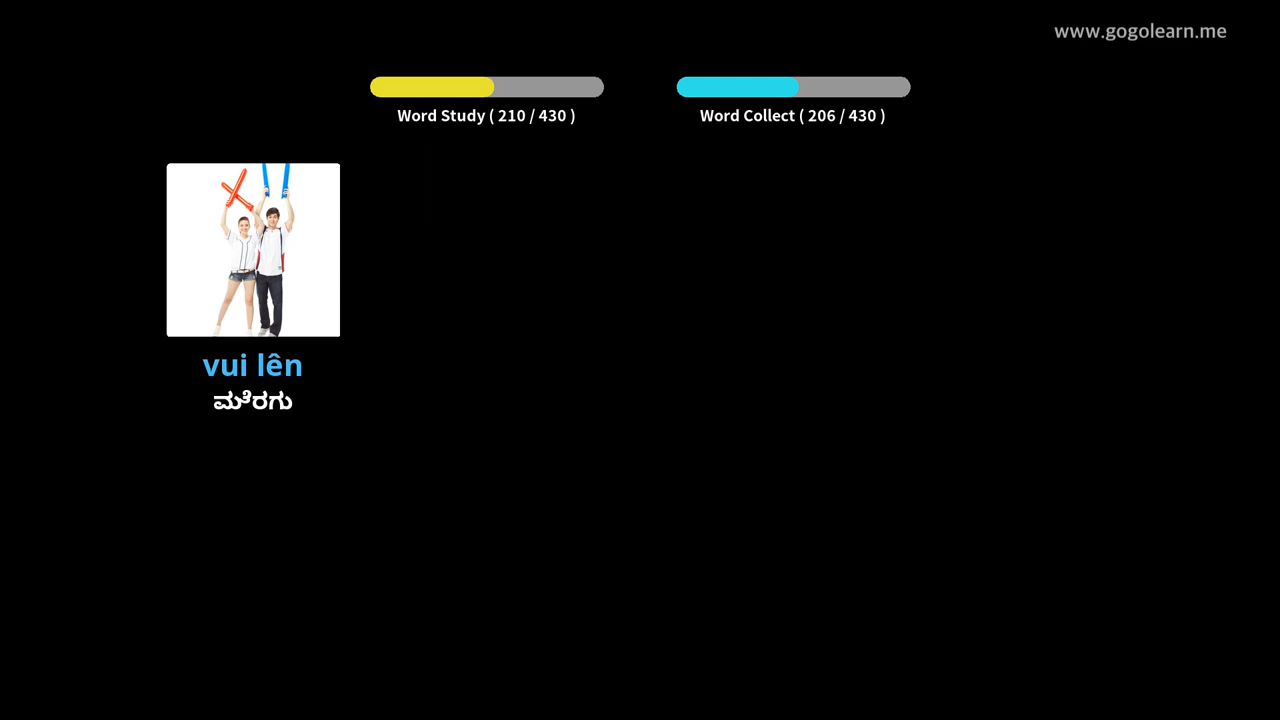 www.gogolearn.me
Word Study ( 210 / 430 )
Word Collect ( 206 / 430 )
vui lên
ಮೆರಗು